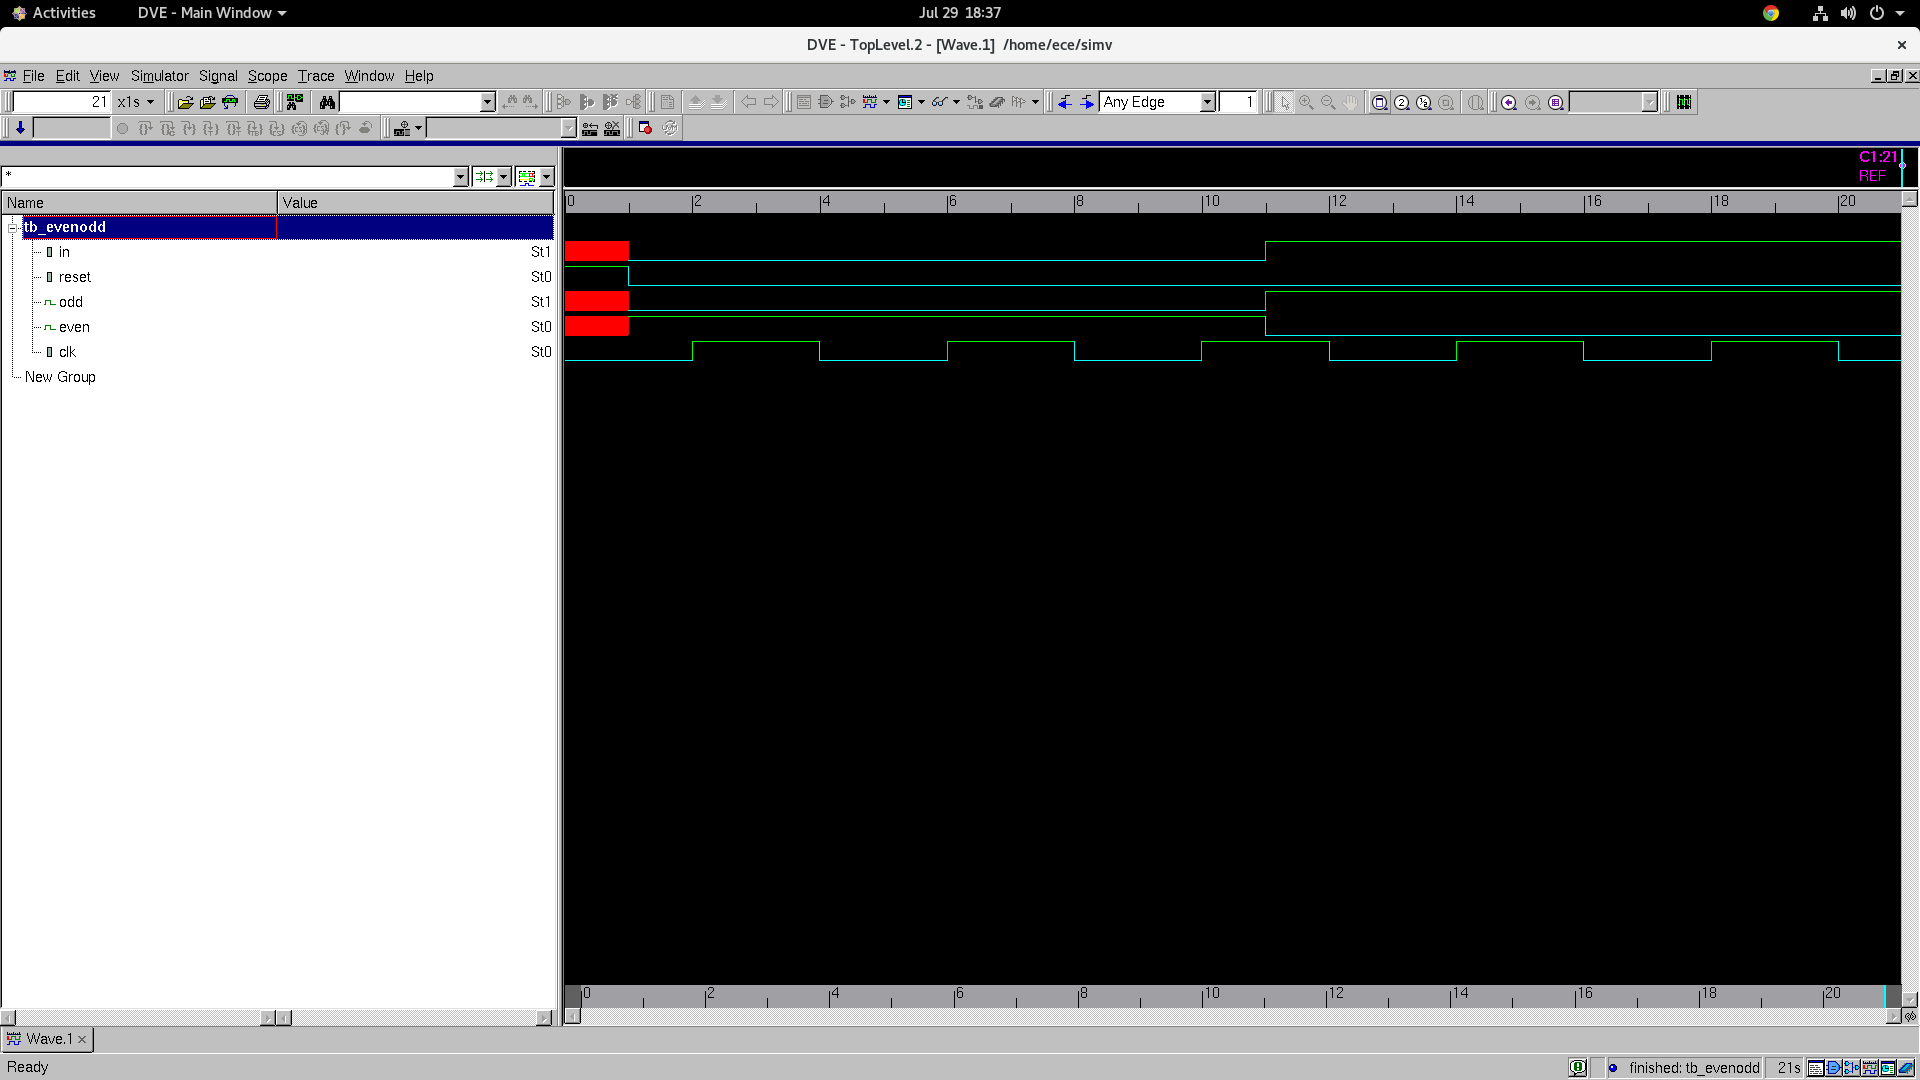 Activities DVE - Main Window Jul 29 18:37
DVE - TopLevel.2 - [Wave.1] /home/ece/simv
File Edit View Simulator Signal Scope Trace Window Help
21 x1s Any Edge 1
C1:21
REF
*
Name Value
0 2 4 6 8 10 12 14 16 18 20
tb_evenodd
in St1
reset St0
odd St1
even St0
clk St0
New Group
0 2 4 6 8 10 12 14 16 18 20
Wave.1
Ready finished: tb_evenodd 21s